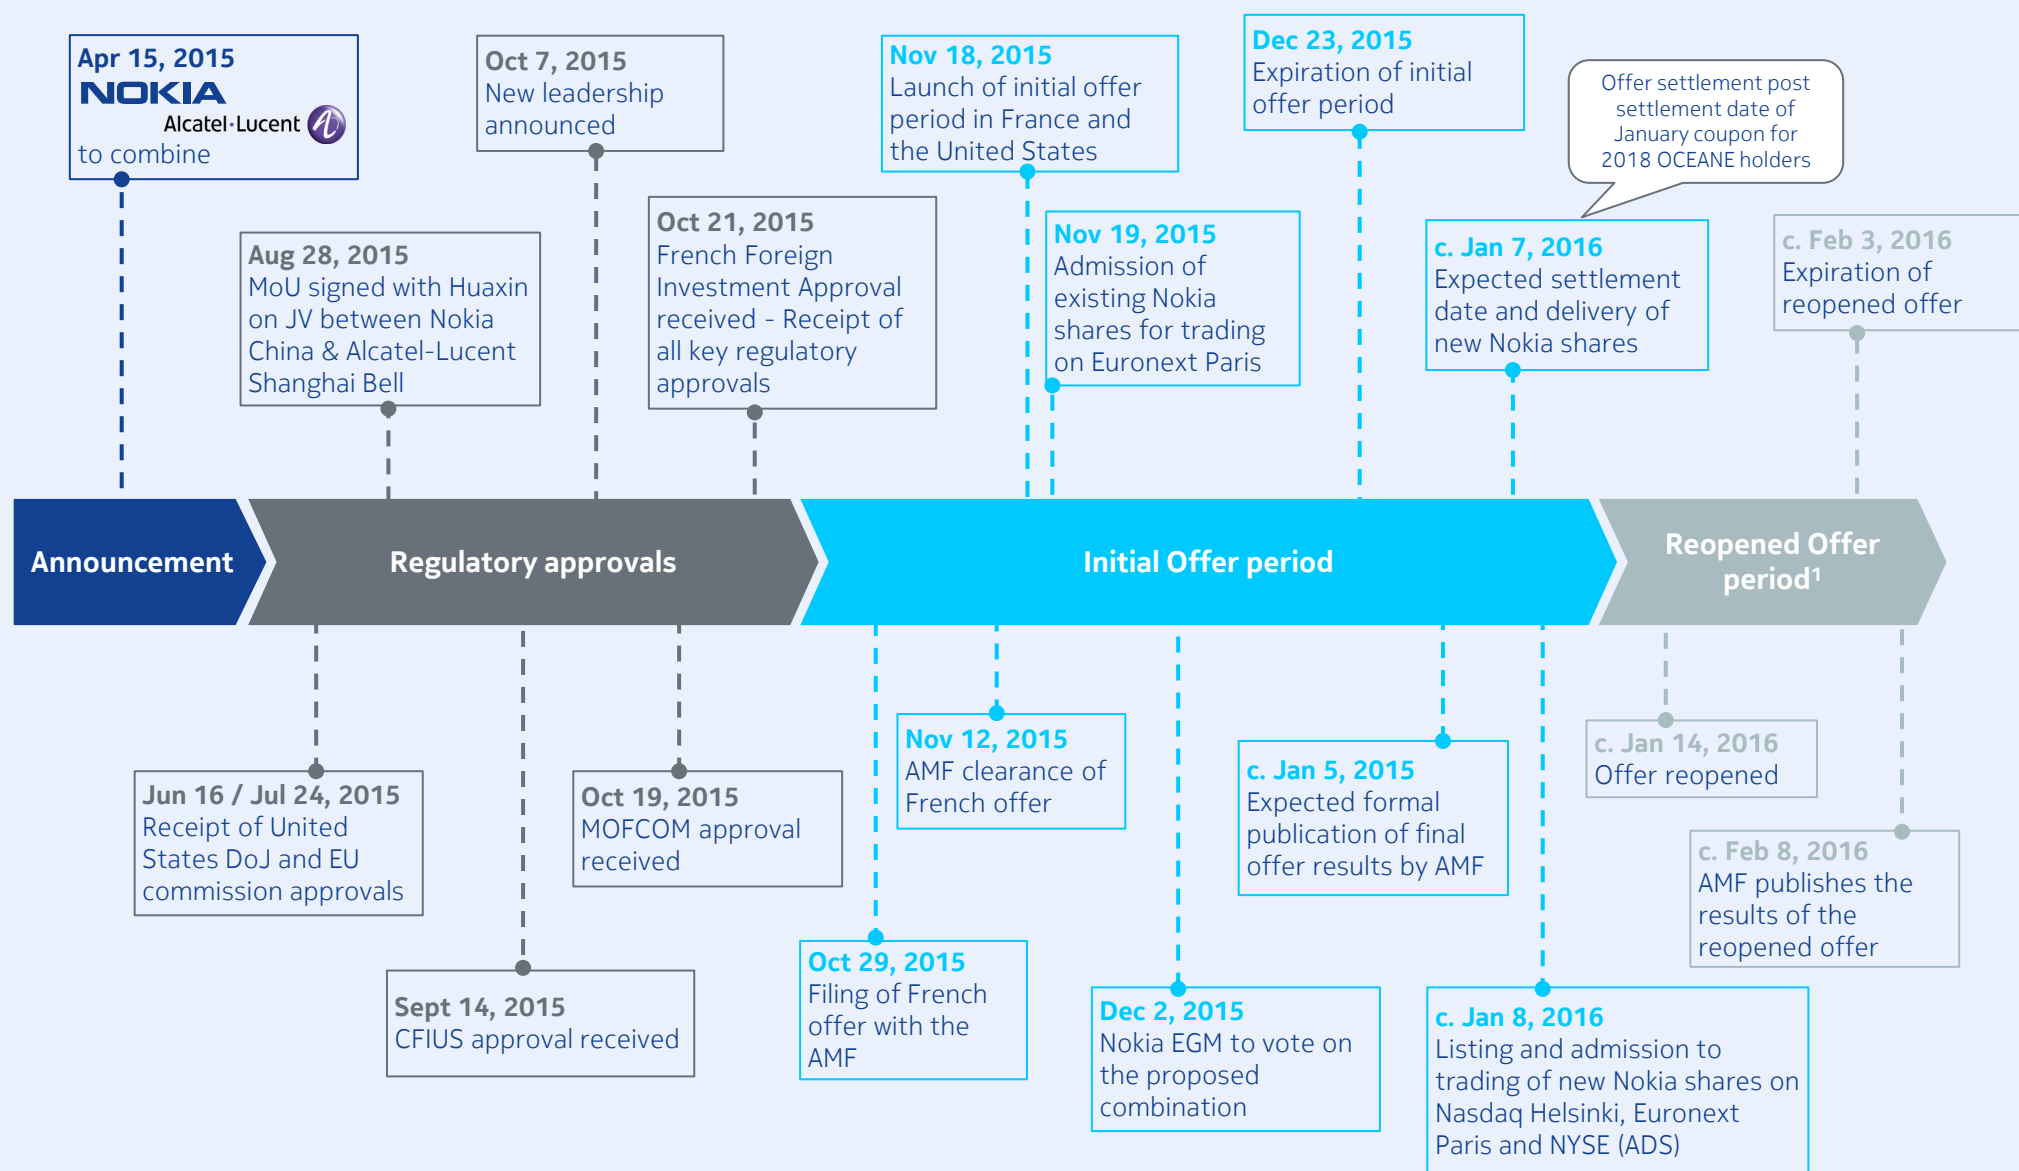 Apr 15, 2015
NOKIA
Alcatel·Lucent
to combine
Oct 7, 2015
New leadership
announced
Nov 18, 2015
Launch of initial offer
period in France and
the United States
Dec 23, 2015
Expiration of initial
offer period
Offer settlement post
settlement date of
January coupon for
2018 OCEANE holders
Aug 28, 2015
MoU signed with Huaxin
on JV between Nokia
China & Alcatel-Lucent
Shanghai Bell
Oct 21, 2015
French Foreign
Investment Approval
received - Receipt of
all key regulatory
approvals
Nov 19, 2015
Admission of
existing Nokia
shares for trading
on Euronext Paris
c. Jan 7, 2016
Expected settlement
date and delivery of
new Nokia shares
c. Feb 3, 2016
Expiration of
reopened offer
Announcement
Regulatory approvals
Initial Offer period
Reopened Offer
period¹
Jun 16 / Jul 24, 2015
Receipt of United
States DoJ and EU
commission approvals
Sept 14, 2015
CFIUS approval received
Oct 19, 2015
MOFCOM approval
received
Oct 29, 2015
Filing of French
offer with the
AMF
Nov 12, 2015
AMF clearance of
French offer
Dec 2, 2015
Nokia EGM to vote on
the proposed
combination
c. Jan 5, 2015
Expected formal
publication of final
offer results by AMF
c. Jan 8, 2016
Listing and admission to
trading of new Nokia shares on
Nasdaq Helsinki, Euronext
Paris and NYSE (ADS)
c. Jan 14, 2016
Offer reopened
c. Feb 8, 2016
AMF publishes the
results of the
reopened offer